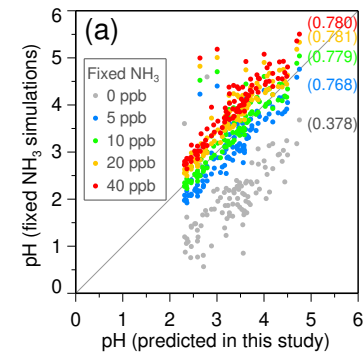 (a)
Fixed NH3
0 ppb
5 ppb
10 ppb
20 ppb
40 ppb
(0.780)
(0.781)
(0.779)
(0.768)
(0.378)
6
5
4
3
2
1
0
0 1 2 3 4 5 6
pH (fixed NH3 simulations)
pH (predicted in this study)